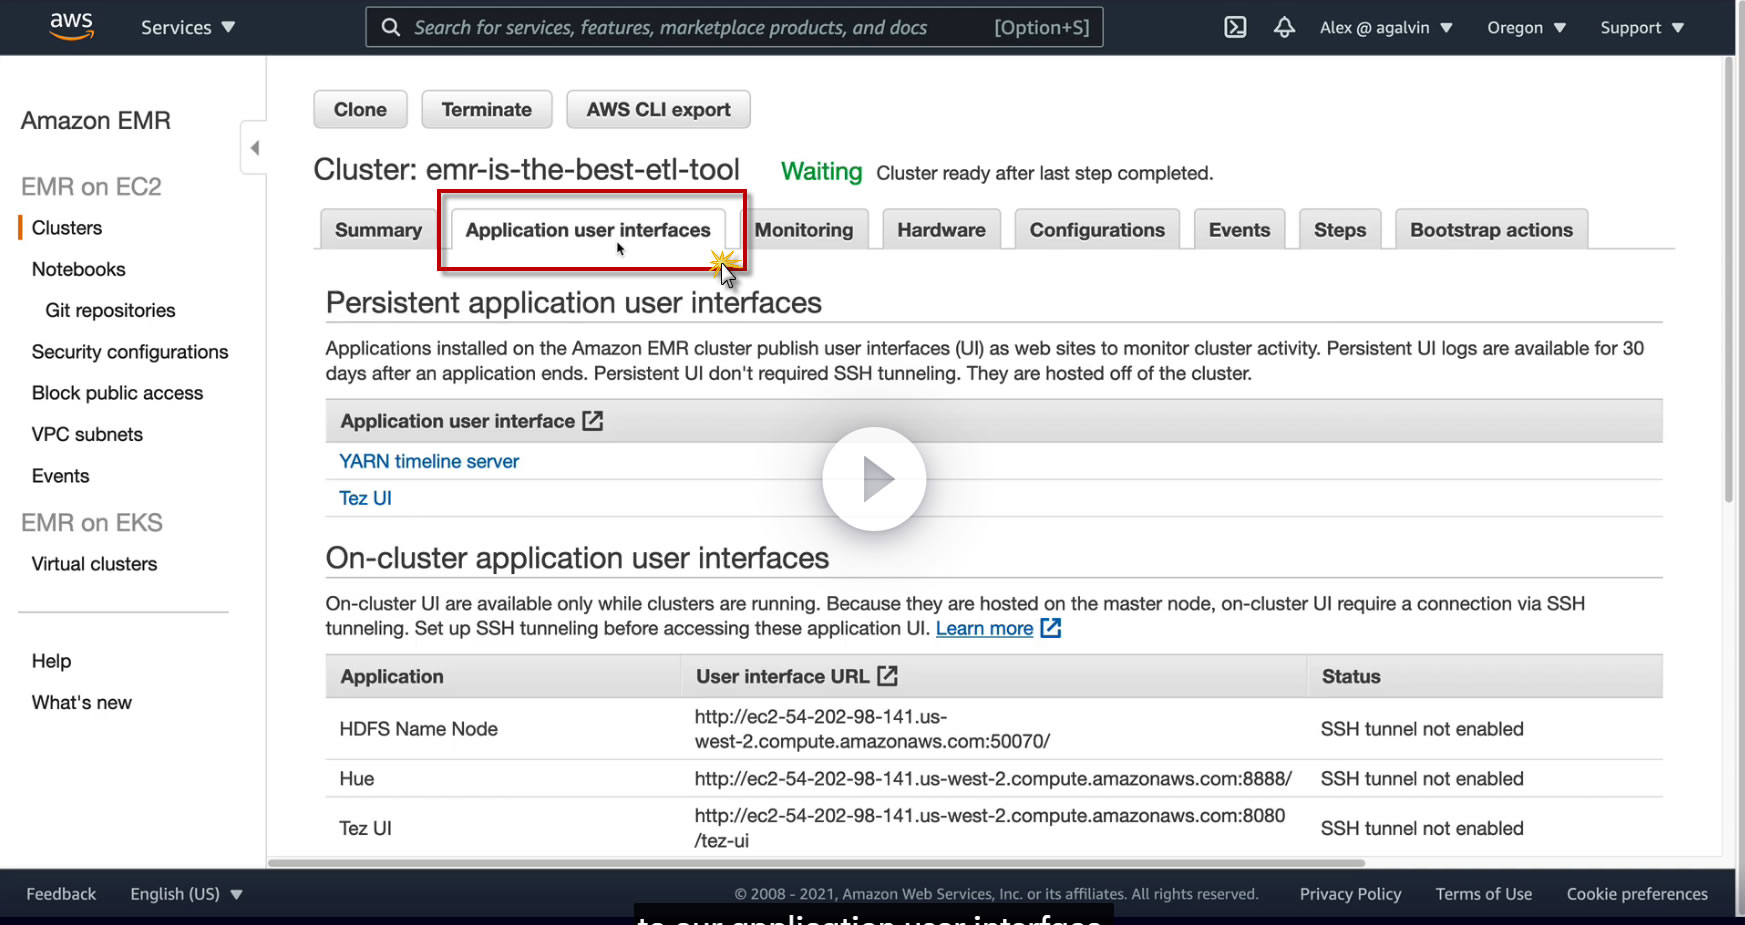 aws
Services
Search for services, features, marketplace products, and docs
[Option+S]
Alex @ agalvin
Oregon
Support
Amazon EMR
EMR on EC2
Clusters
Notebooks
Git repositories
Security configurations
Block public access
VPC subnets
Events
EMR on EKS
Virtual clusters
Help
What's new
Clone
Terminate
AWS CLI export
Cluster: emr-is-the-best-etl-tool
Waiting
Cluster ready after last step completed.
Summary
Application user interfaces
Monitoring
Hardware
Configurations
Events
Steps
Bootstrap actions
Persistent application user interfaces
Applications installed on the Amazon EMR cluster publish user interfaces (UI) as web sites to monitor cluster activity. Persistent UI logs are available for 30
days after an application ends. Persistent UI don't required SSH tunneling. They are hosted off of the cluster.
Application user interface
YARN timeline server
Tez UI
On-cluster application user interfaces
On-cluster UI are available only while clusters are running. Because they are hosted on the master node, on-cluster UI require a connection via SSH
tunneling. Set up SSH tunneling before accessing these application UI. Learn more
Application
User interface URL
Status
HDFS Name Node
http://ec2-54-202-98-141.us-
west-2.compute.amazonaws.com:50070/
SSH tunnel not enabled
Hue
http://ec2-54-202-98-141.us-west-2.compute.amazonaws.com:8888/
SSH tunnel not enabled
Tez UI
http://ec2-54-202-98-141.us-west-2.compute.amazonaws.com:8080
/tez-ui
SSH tunnel not enabled
Feedback
English (US)
© 2008 - 2021, Amazon Web Services, Inc. or its affiliates. All rights reserved.
Privacy Policy
Terms of Use
Cookie preferences
to our application user interface